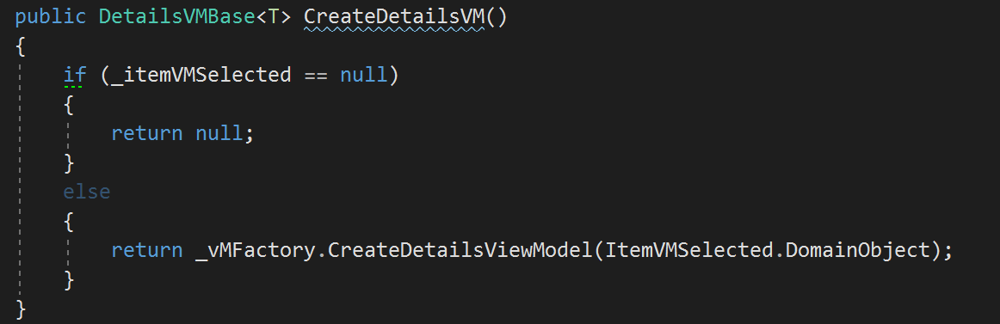 public DetailsVMBase<T> CreateDetailsVM()
{
if (_itemVMSelected == null)
{
return null;
}
else
{
return _vMFactory.CreateDetailsViewModel(ItemVMSelected.DomainObject);
}
}